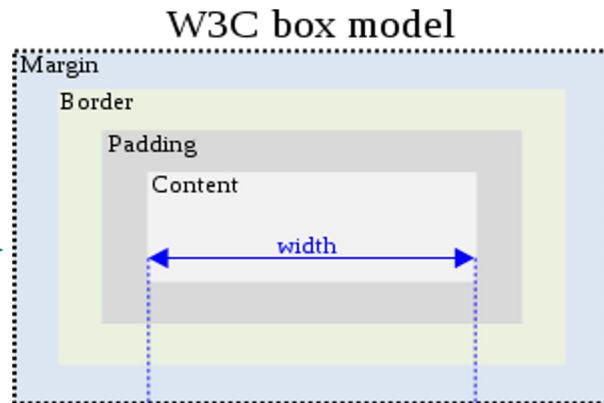 W3C box model
Margin
Border
Padding
Content
width